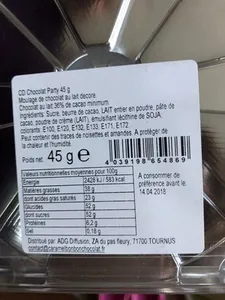 CD Chocolat Party 45 g
Moulage de chocolat au lait décoré.
Chocolat au lait 36% de cacao minimum.
Ingrédients: Sucre, beurre de cacao, LAIT entier en poudre, pâte de
cacao, poudre de crème (LAIT), émulsifiant lécithine de SOJA,
colorants: E100, E120, E132, E133, E171, E172
Peut contenir des traces de noisettes et amandes. A protéger de
la chaleur et l'humidité.
Poids net: 45 g e
4039198654869
Valeurs nutritionnelles moyennes pour 100g
Energie 2428 kJ / 583 kcal
Matières grasses 38 g
dont acides gras saturés 23 g
Glucides 52 g
dont sucres 52 g
Protéines 6,2 g
Sel 0,18 g
A consommer de
préférence avant le:
14.04.2018
Distribué par: ADG Diffusion, ZA du pas fleury, 71700 TOURNUS
contact@caramelbonbonchocolat.fr